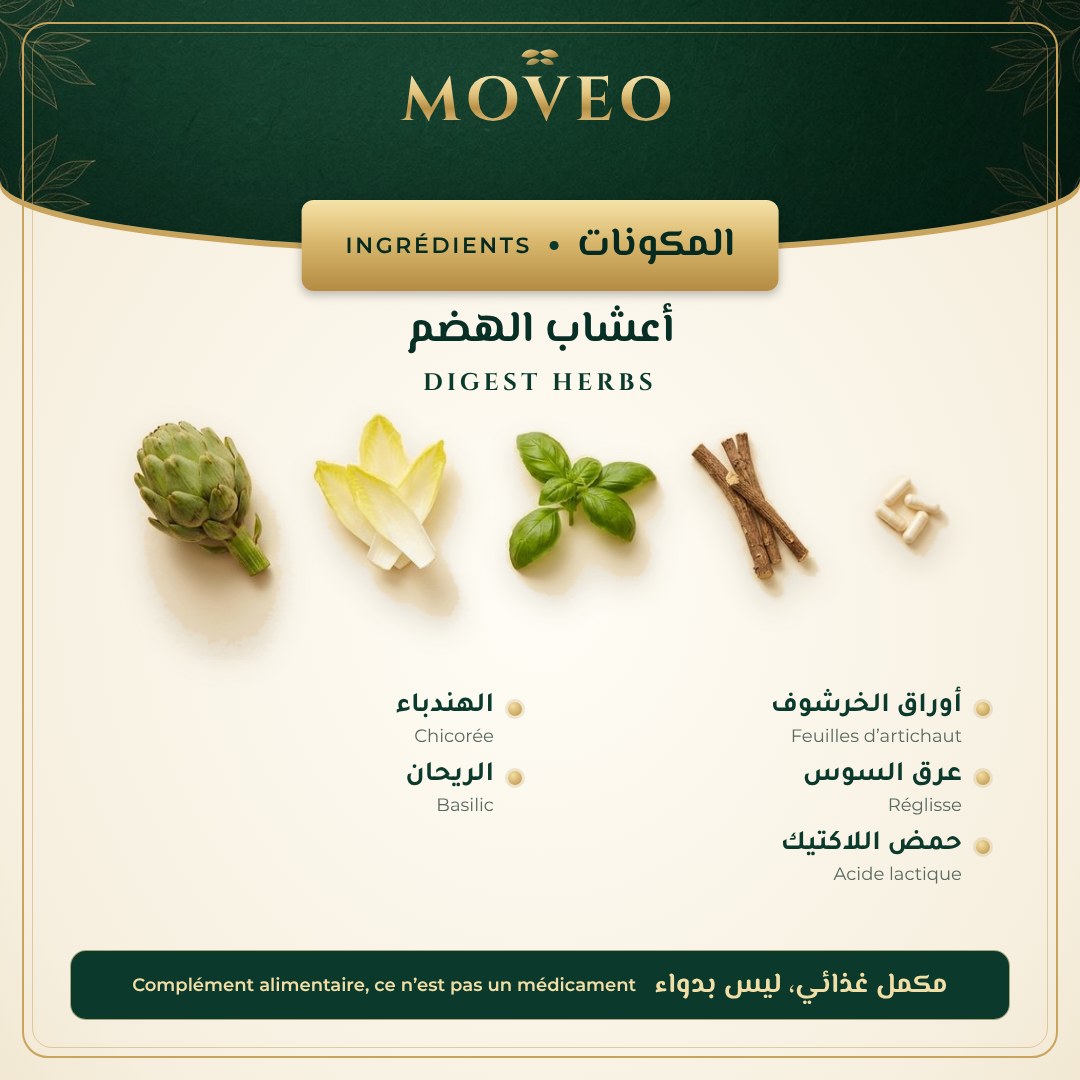 MOVEO
المكونات • INGRÉDIENTS
أعشاب الهضم
DIGEST HERBS
أوراق الخرشوف
Feuilles d’artichaut
عرق السوس
Réglisse
حمض اللاكتيك
Acide lactique
الهندباء
Chicorée
الريحان
Basilic
مكمل غذائي، ليس بدواء Complément alimentaire, ce n’est pas un médicament